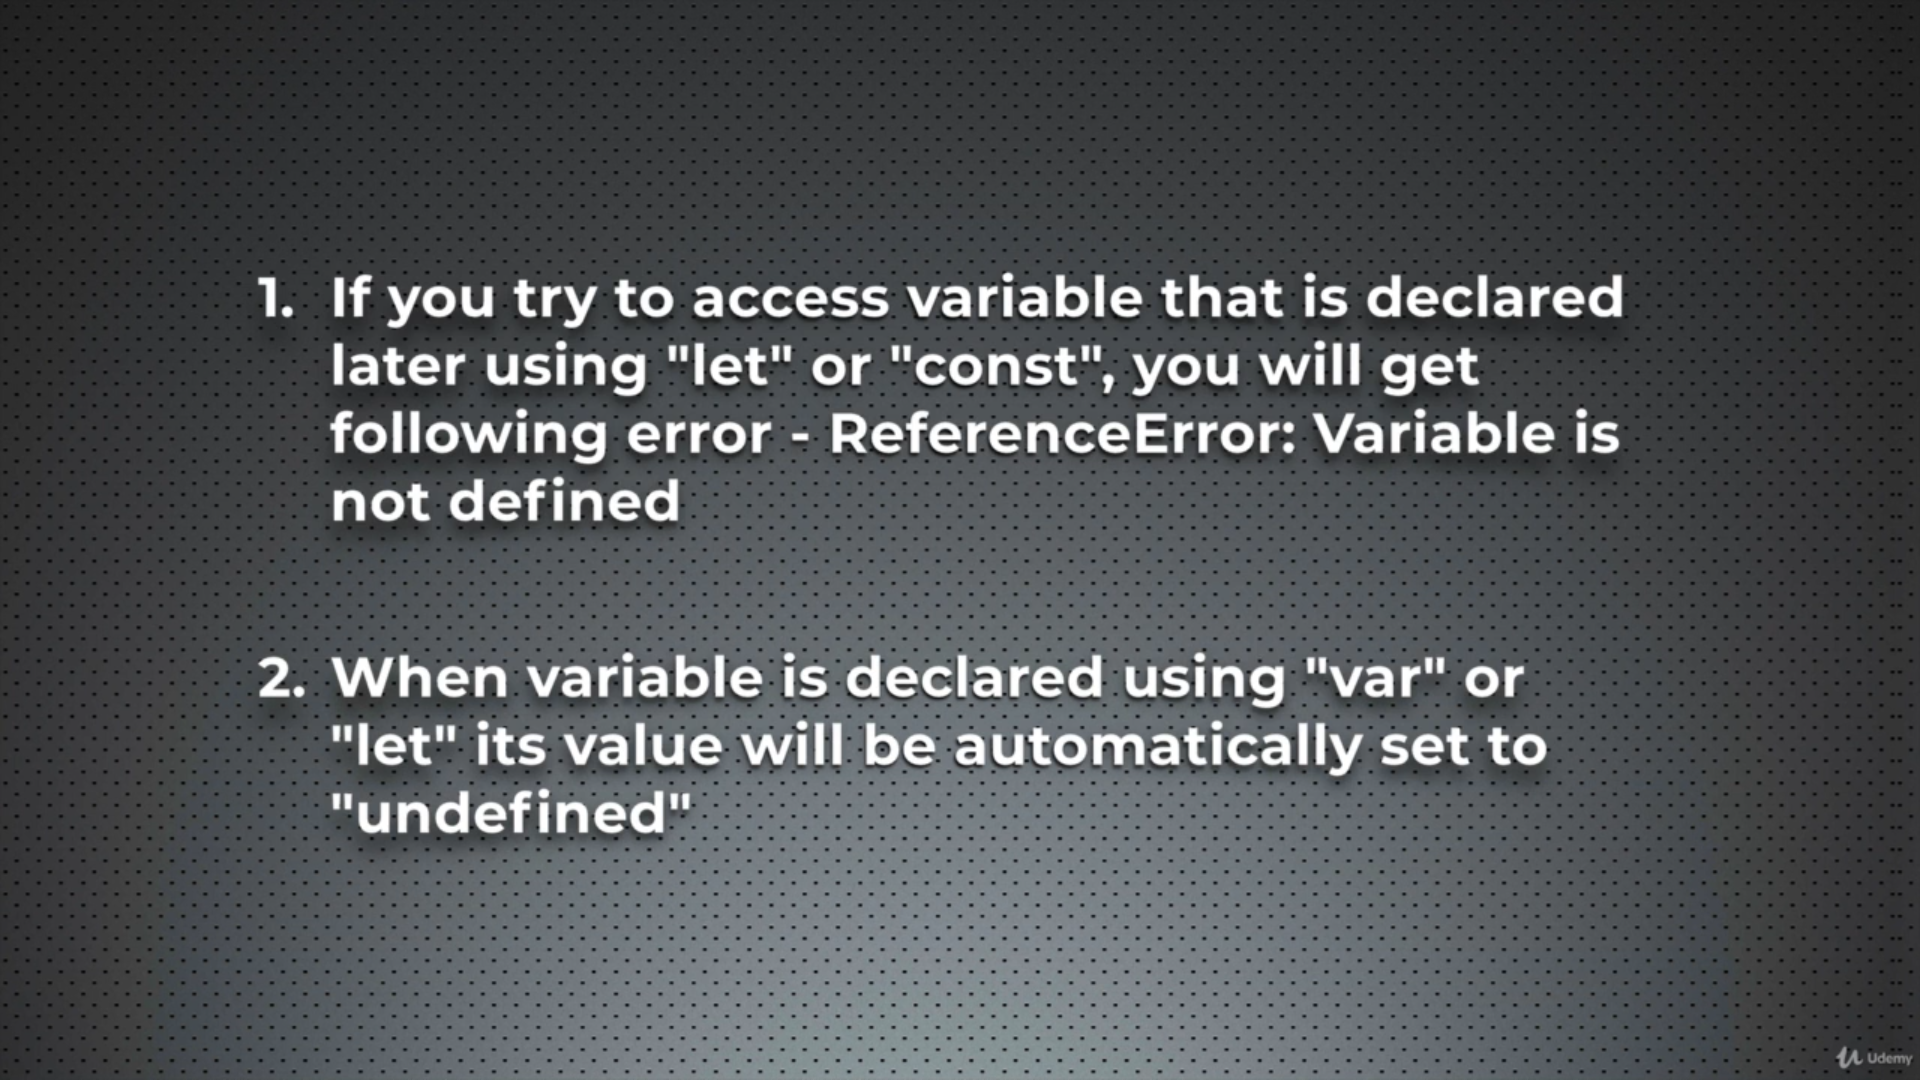 1. If you try to access variable that is declared
later using "let" or "const", you will get
following error - ReferenceError: Variable is
not defined
2. When variable is declared using "var" or
"let" its value will be automatically set to
"undefined"
Udemy